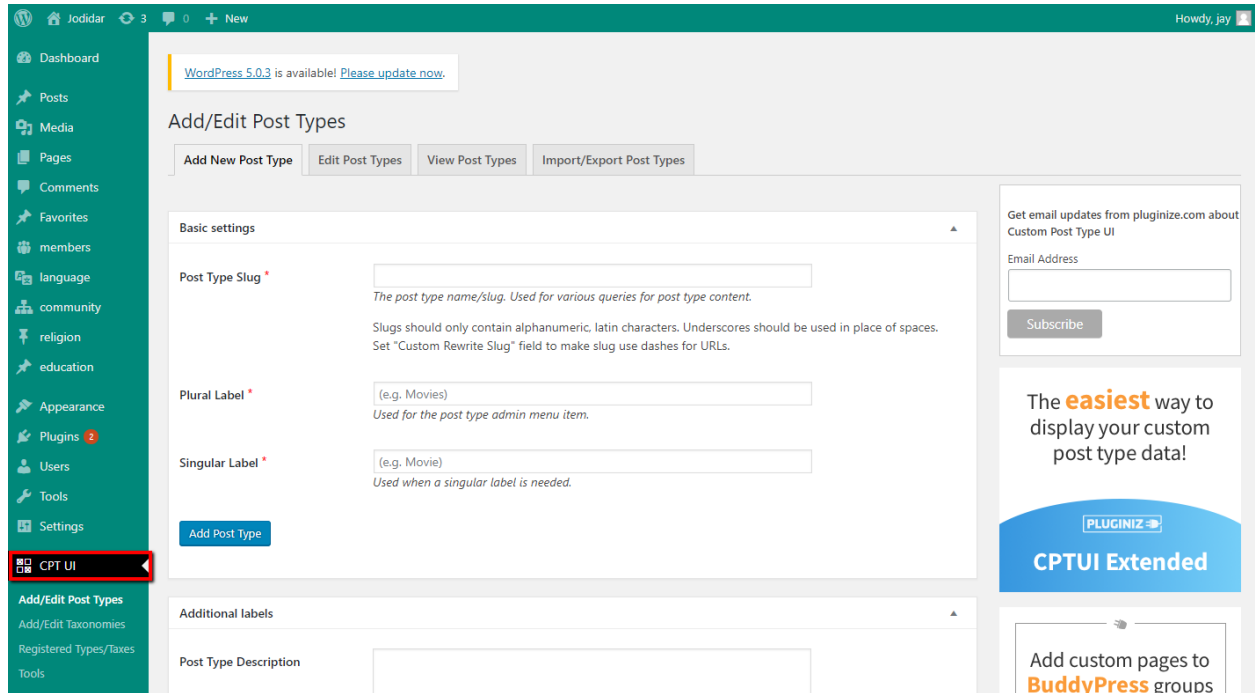 Jodidar 3 0 + New Howdy, jay
Dashboard
Posts
Media
Pages
Comments
Favorites
members
language
community
religion
education
Appearance
Plugins 2
Users
Tools
Settings
CPT UI
Add/Edit Post Types
Add/Edit Taxonomies
Registered Types/Taxes
Tools
WordPress 5.0.3 is available! Please update now.
Add/Edit Post Types
Add New Post Type Edit Post Types View Post Types Import/Export Post Types
Basic settings
Post Type Slug *
The post type name/slug. Used for various queries for post type content.
Slugs should only contain alphanumeric, latin characters. Underscores should be used in place of spaces.
Set "Custom Rewrite Slug" field to make slug use dashes for URLs.
Plural Label *
(e.g. Movies)
Used for the post type admin menu item.
Singular Label *
(e.g. Movie)
Used when a singular label is needed.
Add Post Type
Additional labels
Post Type Description
Get email updates from pluginize.com about
Custom Post Type UI
Email Address
Subscribe
The easiest way to
display your custom
post type data!
PLUGINIZ
CPTUI Extended
Add custom pages to
BuddyPress groups